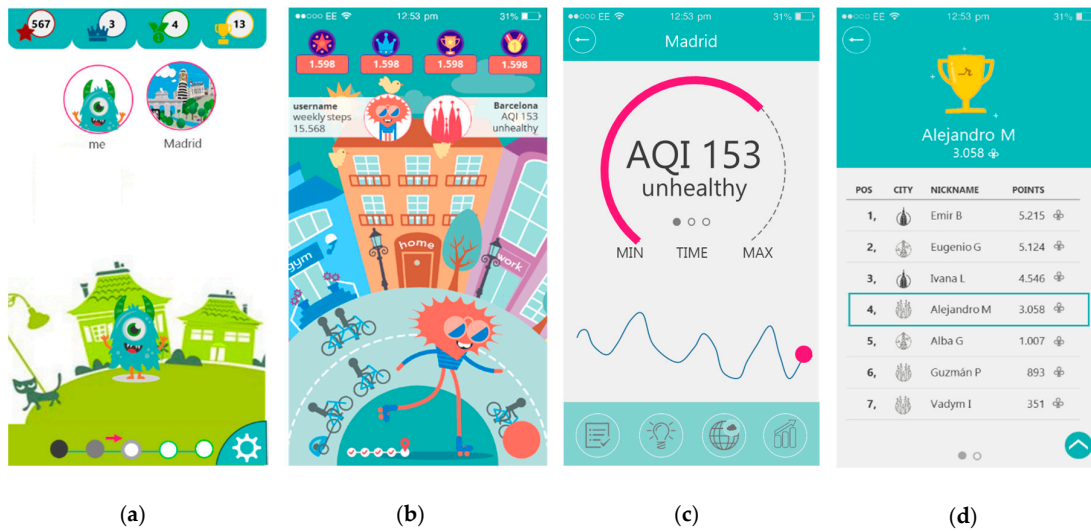 567
3
4
13
me
Madrid
(a)
EE
12:53 pm
31%
1.598
1.598
1.598
1.598
username
weekly steps
15.568
Barcelona
AQI 153
unhealthy
gym
home
work
(b)
EE
12:53 pm
31%
Madrid
AQI 153
unhealthy
MIN TIME MAX
(c)
EE
12:53 pm
31%
Alejandro M
3.058
POS CITY NICKNAME POINTS
1, Emir B 5.215
2, Eugenio G 5.124
3, Ivana L 4.546
4, Alejandro M 3.058
5, Alba G 1.007
6, Guzmán P 893
7, Vadym I 351
(d)